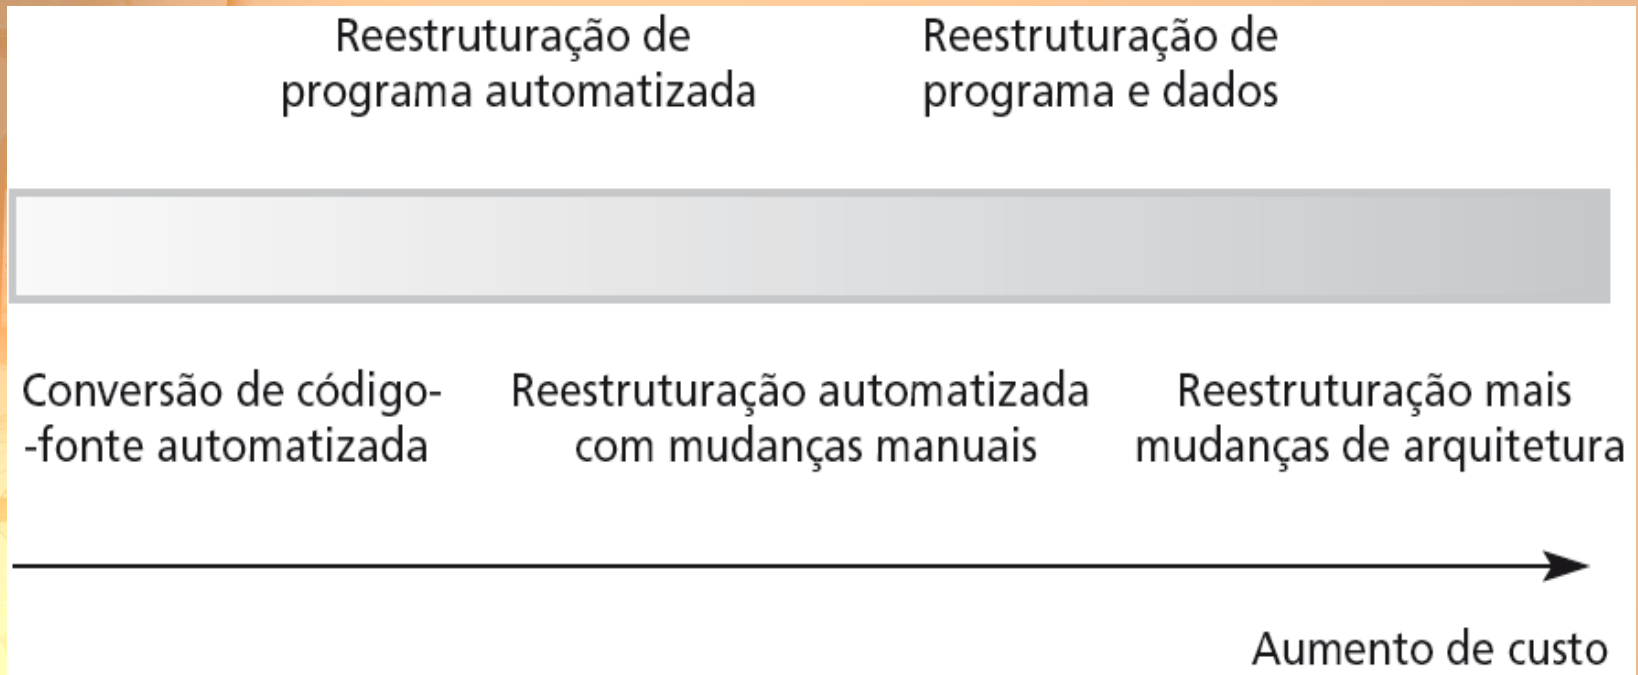 Reestruturação de
programa automatizada
Reestruturação de
programa e dados
Conversão de código-
-fonte automatizada
Reestruturação automatizada
com mudanças manuais
Reestruturação mais
mudanças de arquitetura
Aumento de custo